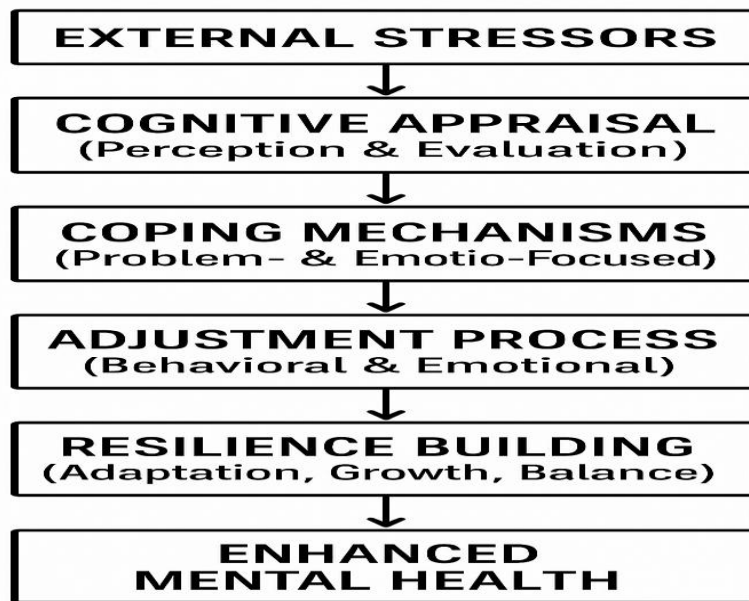 EXTERNAL STRESSORS
COGNITIVE APPRAISAL
(Perception & Evaluation)
COPING MECHANISMS
(Problem- & Emotio-Focused)
ADJUSTMENT PROCESS
(Behavioral & Emotional)
RESILIENCE BUILDING
(Adaptation, Growth, Balance)
ENHANCED
MENTAL HEALTH